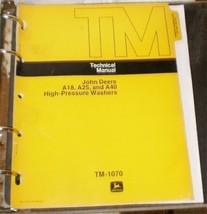 TM
Technical
Manual
John Deere
A18, A25, and A40
High-Pressure Washers
TM-1070